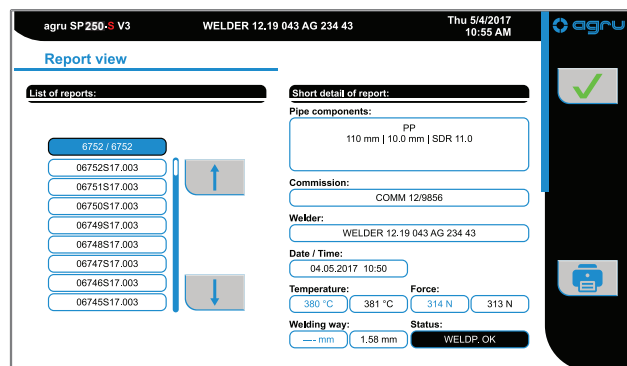 agru SP250-S V3
WELDER 12.19 043 AG 234 43
Thu 5/4/2017
10:55 AM
agru
Report view
List of reports:
6752 / 6752
06752S17.003
06751S17.003
06750S17.003
06749S17.003
06748S17.003
06747S17.003
06746S17.003
06745S17.003
Short detail of report:
Pipe components:
PP
110 mm | 10.0 mm | SDR 11.0
Commission:
COMM 12/9856
Welder:
WELDER 12.19 043 AG 234 43
Date / Time:
04.05.2017 10:50
Temperature: Force:
380 °C 381 °C 314 N 313 N
Welding way: Status:
—- mm 1.58 mm WELDP. OK